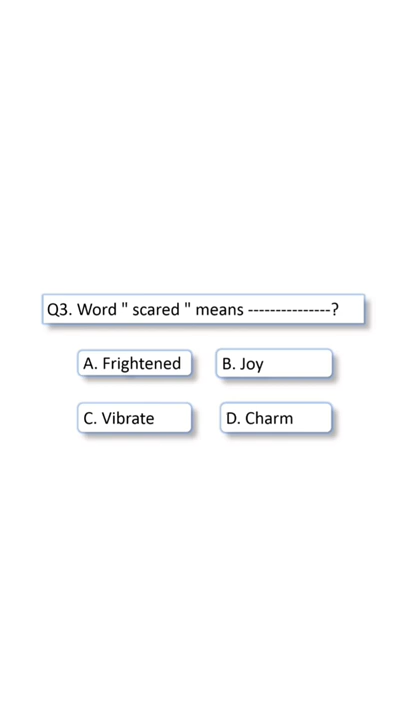 Q3. Word " scared " means ---------------?
A. Frightened
B. Joy
C. Vibrate
D. Charm